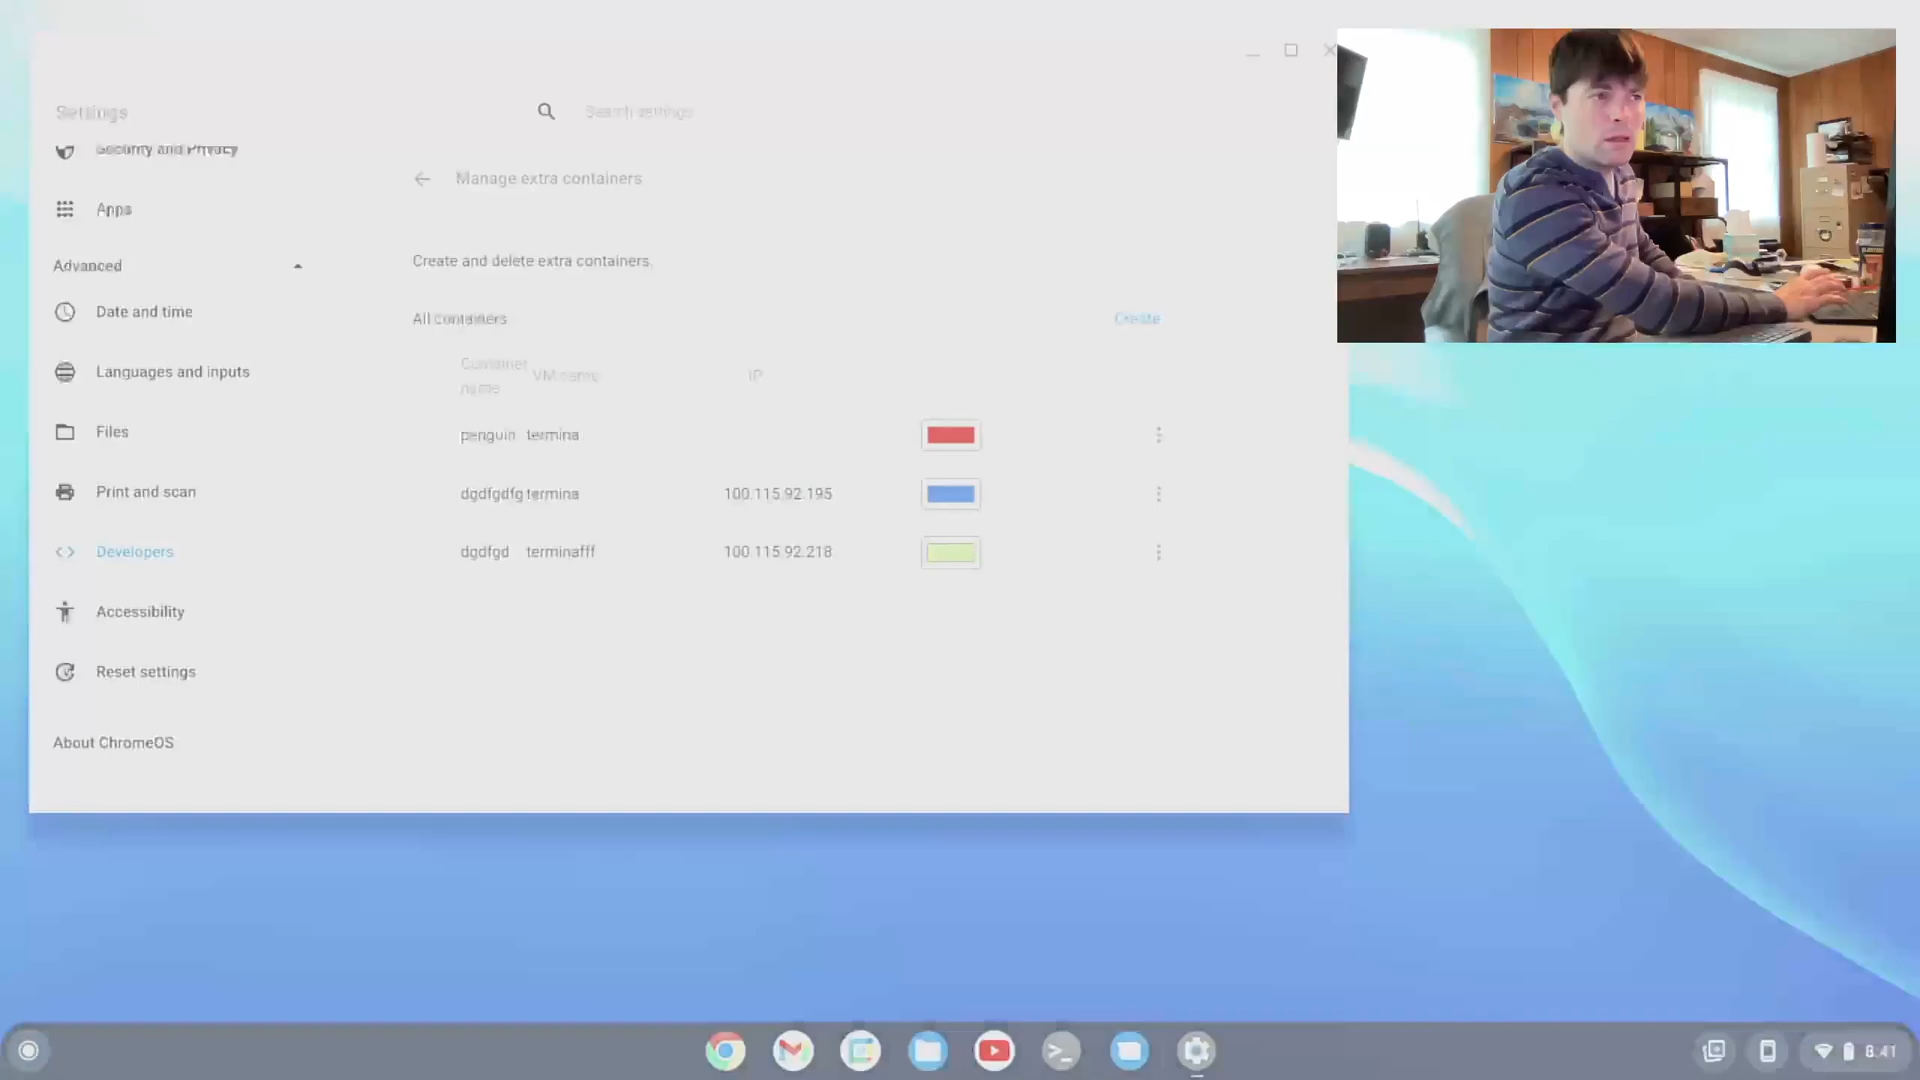 Settings
Search settings
Security and Privacy
Manage extra containers
Apps
Create and delete extra containers.
Advanced
Date and time
All containers
Create
Container name
VM name
IP
Languages and inputs
Files
penguin termina
Print and scan
dgdfgdfg termina 100.115.92.195
Developers
dgdfgd terminafff 100.115.92.218
Accessibility
Reset settings
About ChromeOS
8:41